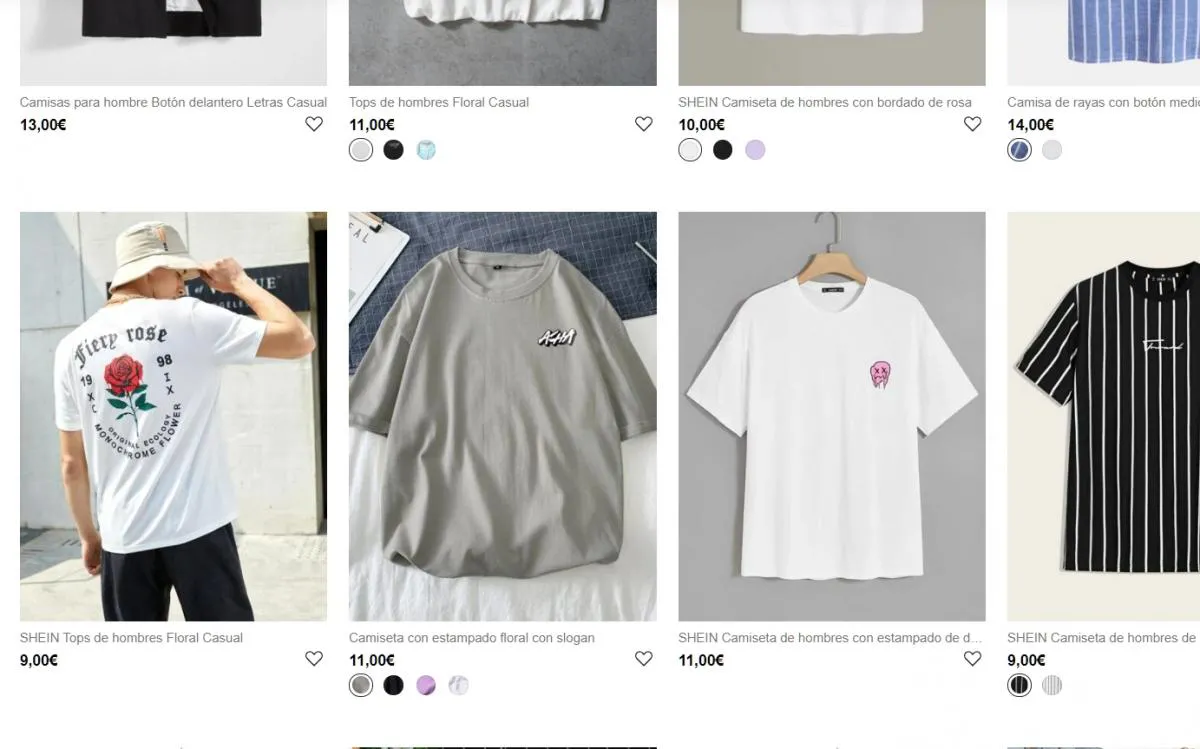 Camisas para hombre Botón delantero Letras Casual
13,00€
Tops de hombres Floral Casual
11,00€
SHEIN Camiseta de hombres con bordado de rosa
10,00€
Camisa de rayas con botón medio
14,00€
Fiery rose
19 98
X I
C X
ORIGINAL ECOLOGY
MONOCHROME FLOWER
SHEIN Tops de hombres Floral Casual
9,00€
Camiseta con estampado floral con slogan
11,00€
SHEIN Camiseta de hombres con estampado de d...
11,00€
SHEIN Camiseta de hombres de
9,00€